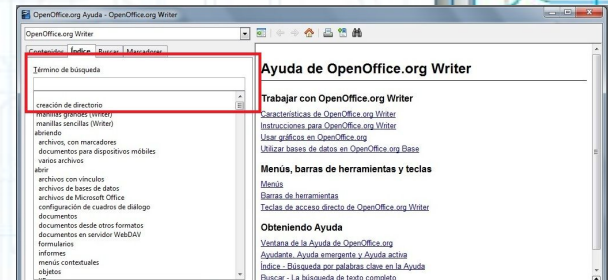 OpenOffice.org Ayuda - OpenOffice.org Writer
OpenOffice.org Writer
Contenidos Índice Buscar Marcadores
Término de búsqueda
creación de directorio
manillas grandes (Writer)
manillas sencillas (Writer)
abriendo
archivos, con marcadores
documentos para dispositivos móbiles
varios archivos
abrir
archivos con vínculos
archivos de bases de datos
archivos de Microsoft Office
configuración de cuadros de diálogo
documentos
documentos desde otros formatos
documentos en servidor WebDAV
formularios
informes
menús contextuales
objetos
Ayuda de OpenOffice.org Writer
Trabajar con OpenOffice.org Writer
Características de OpenOffice.org Writer
Instrucciones para OpenOffice.org Writer
Usar gráficos en OpenOffice.org
Utilizar bases de datos en OpenOffice.org Base
Menús, barras de herramientas y teclas
Menús
Barras de herramientas
Teclas de acceso directo de OpenOffice.org Writer
Obteniendo Ayuda
Ventana de la Ayuda de OpenOffice.org
Ayudante, Ayuda emergente y Ayuda activa
Índice - Búsqueda por palabras clave en la Ayuda
Buscar - La búsqueda de texto completo